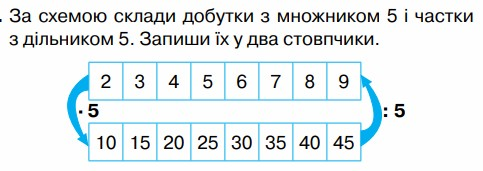 . За схемою склади добутки з множником 5 і частки
з дільником 5. Запиши їх у два стовпчики.
2 3 4 5 6 7 8 9
· 5 : 5
10 15 20 25 30 35 40 45